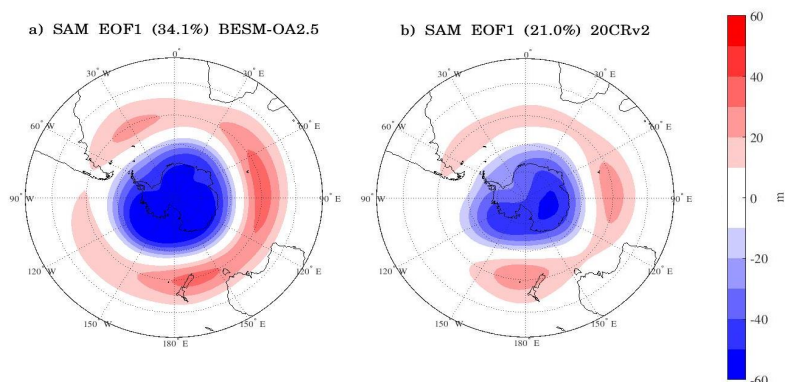 a) SAM EOF1 (34.1%) BESM-OA2.5
b) SAM EOF1 (21.0%) 20CRv2
0°
30° W
30° E
60° W
60° E
90° W
90° E
120° W
120° E
150° W
150° E
180° E
0°
30° W
30° E
60° W
60° E
90° W
90° E
120° W
120° E
150° W
150° E
180° E
60
40
20
0
-20
-40
-60
m